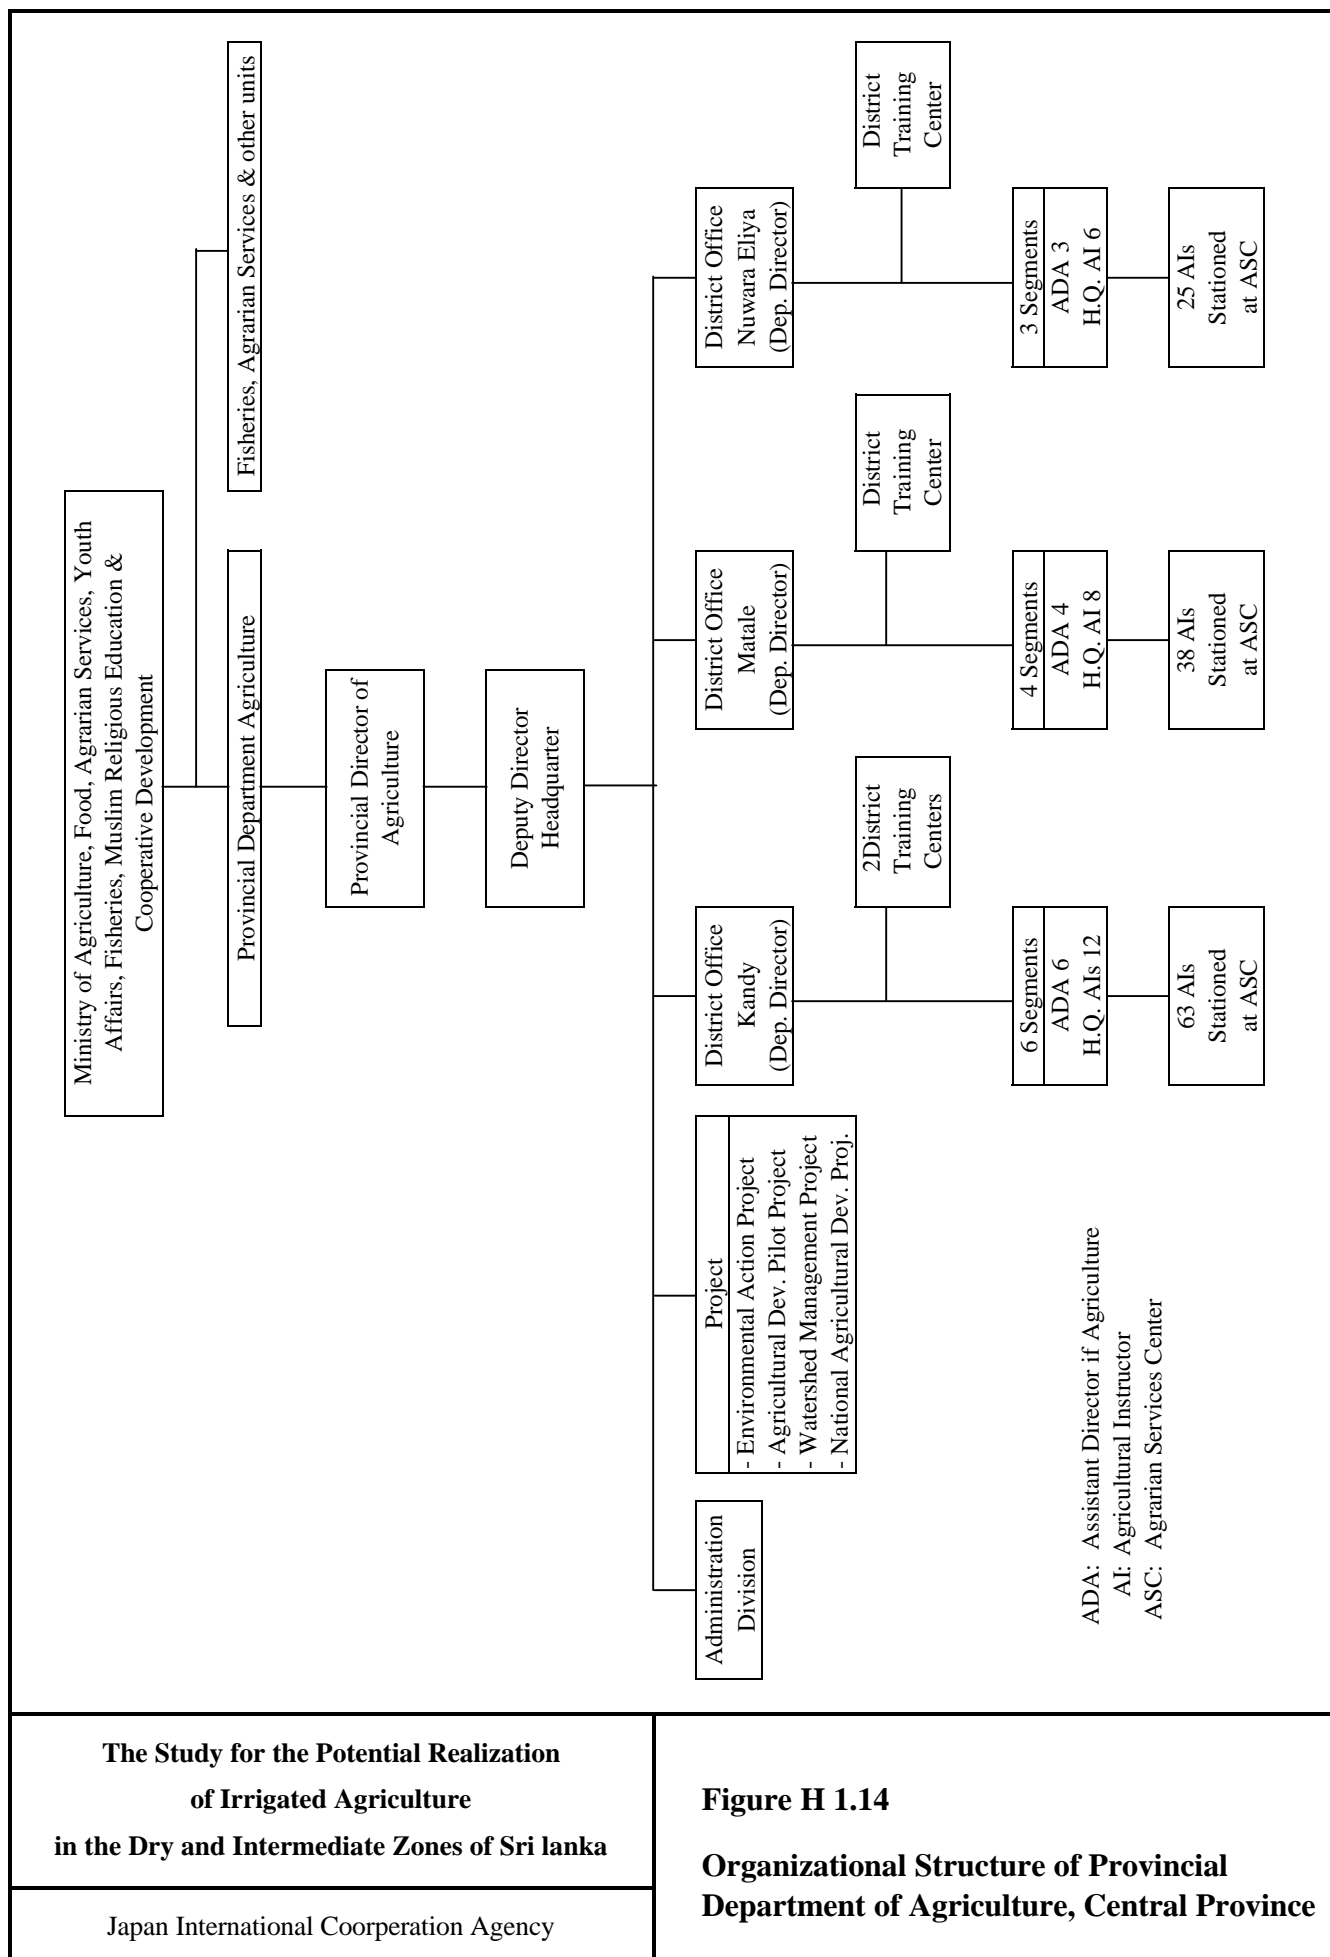 Ministry of Agriculture, Food, Agrarian Services, Youth
Affairs, Fisheries, Muslim Religious Education &
Cooperative Development
Provincial Department Agriculture
Fisheries, Agrarian Services & other units
Provincial Director of
Agriculture
Deputy Director
Headquarter
Administration
Division
Project
- Environmental Action Project
- Agricultural Dev. Pilot Project
- Watershed Management Project
- National Agricultural Dev. Proj.
District Office
Kandy
(Dep. Director)
District Office
Matale
(Dep. Director)
District Office
Nuwara Eliya
(Dep. Director)
2District
Training
Centers
District
Training
Center
District
Training
Center
6 Segments
ADA 6
H.Q. AIs 12
4 Segments
ADA 4
H.Q. AI 8
3 Segments
ADA 3
H.Q. AI 6
63 AIs
Stationed
at ASC
38 AIs
Stationed
at ASC
25 AIs
Stationed
at ASC
ADA: Assistant Director if Agriculture
AI: Agricultural Instructor
ASC: Agrarian Services Center
The Study for the Potential Realization
of Irrigated Agriculture
in the Dry and Intermediate Zones of Sri lanka
Japan International Coorperation Agency
Figure H 1.14
Organizational Structure of Provincial
Department of Agriculture, Central Province